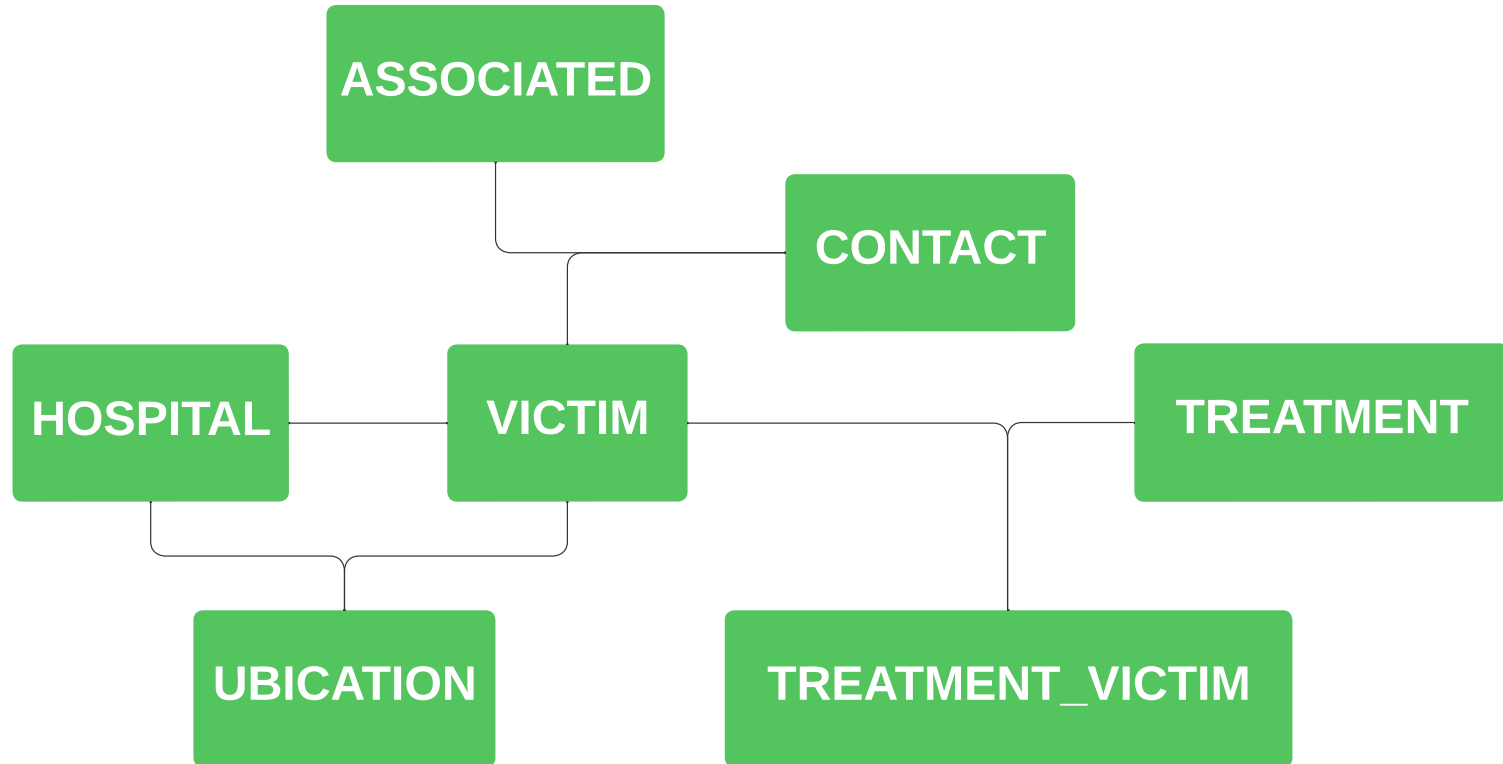 ASSOCIATED
CONTACT
HOSPITAL
VICTIM
TREATMENT
UBICATION
TREATMENT_VICTIM